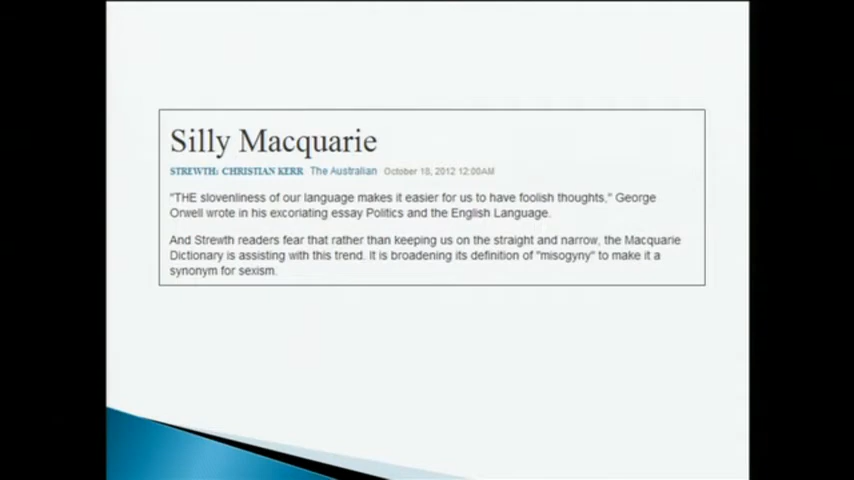 Silly Macquarie
STREWTH: CHRISTIAN KERR The Australian October 18, 2012 12:00AM
"THE slovenliness of our language makes it easier for us to have foolish thoughts," George
Orwell wrote in his excoriating essay Politics and the English Language.
And Strewth readers fear that rather than keeping us on the straight and narrow, the Macquarie
Dictionary is assisting with this trend. It is broadening its definition of "misogyny" to make it a
synonym for sexism.